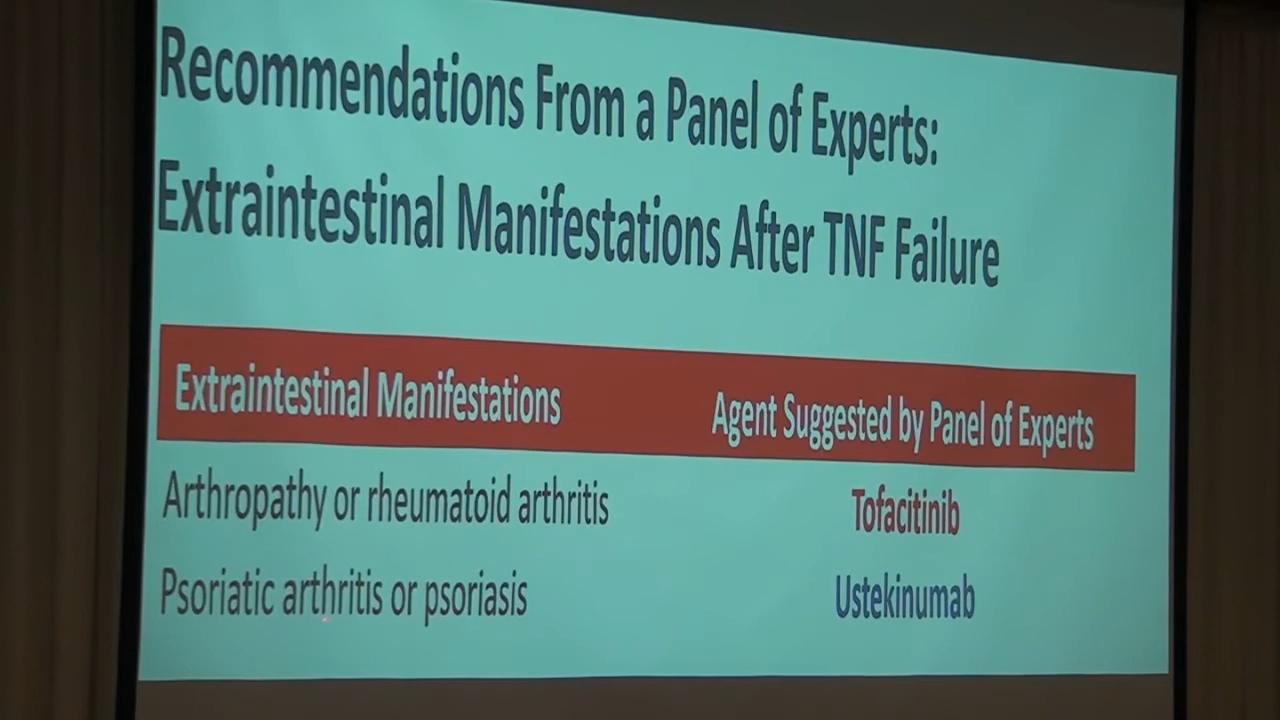 Recommendations From a Panel of Experts:
Extraintestinal Manifestations After TNF Failure
Extraintestinal Manifestations Agent Suggested by Panel of Experts
Arthropathy or rheumatoid arthritis Tofacitinib
Psoriatic arthritis or psoriasis Ustekinumab